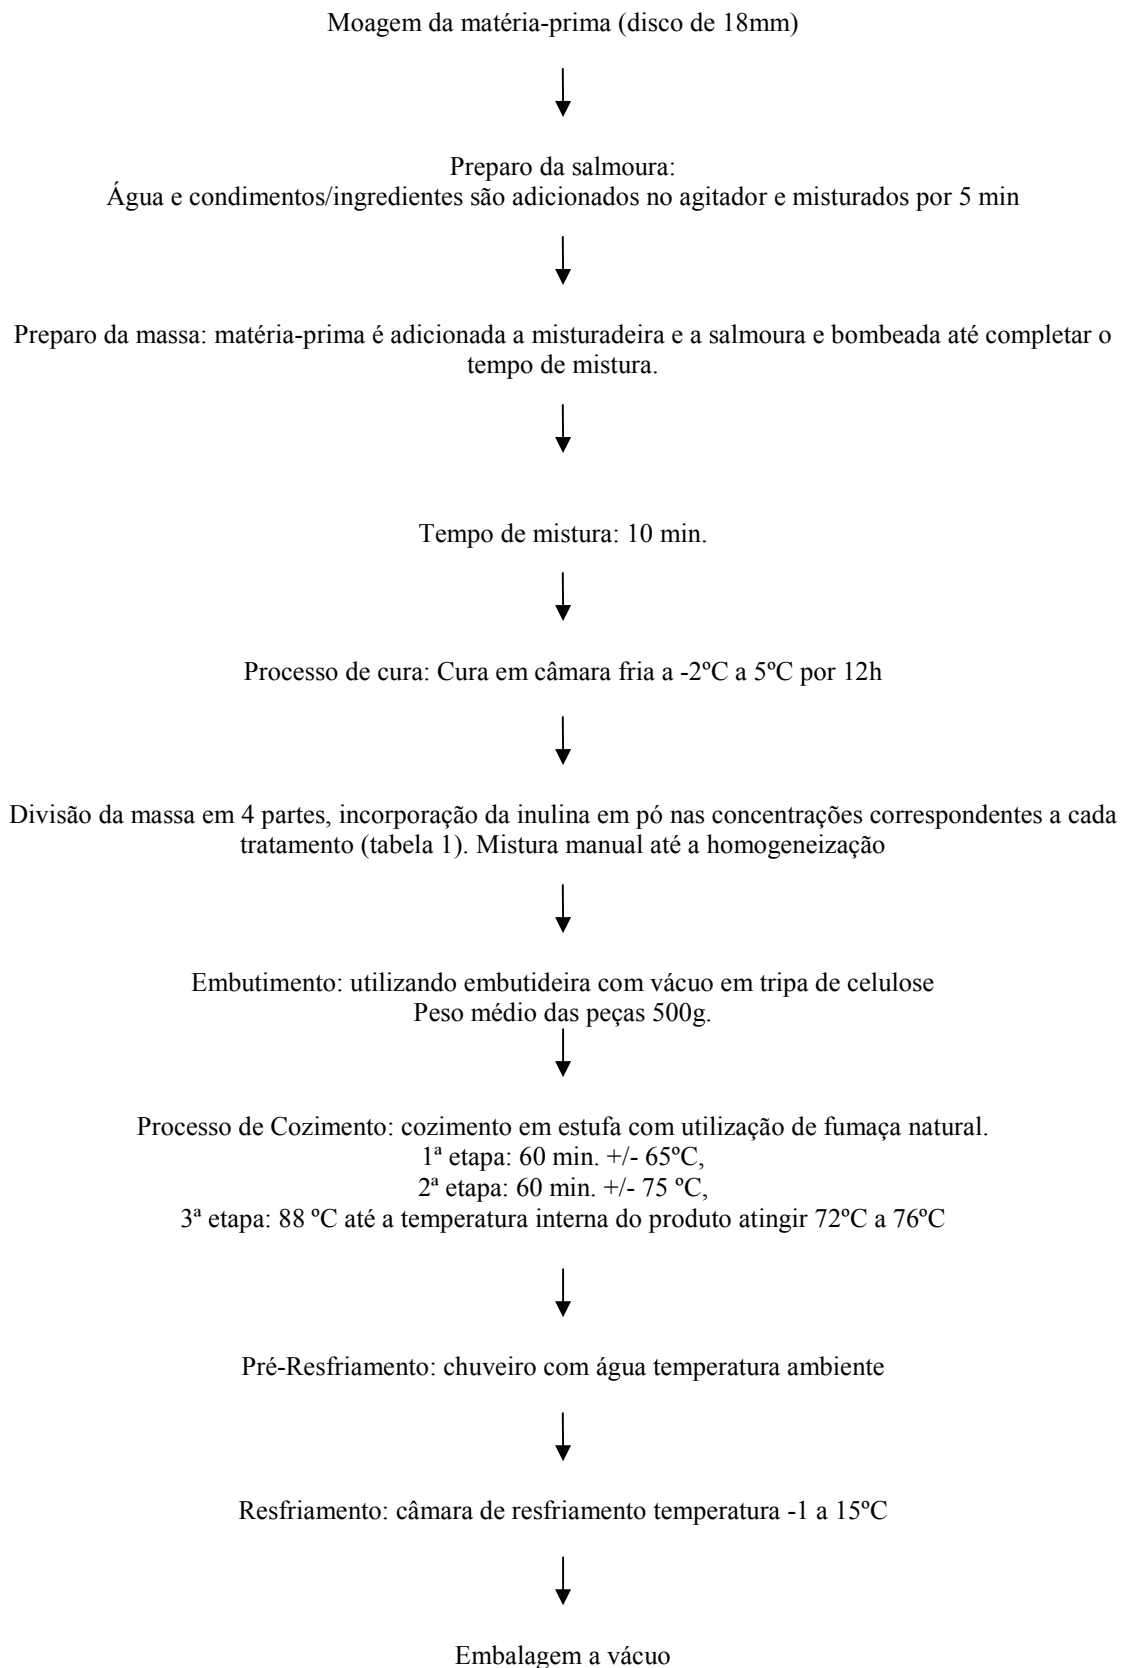 Moagem da matéria-prima (disco de 18mm)
Preparo da salmoura:
Água e condimentos/ingredientes são adicionados no agitador e misturados por 5 min
Preparo da massa: matéria-prima é adicionada a misturadeira e a salmoura e bombeada até completar o
tempo de mistura.
Tempo de mistura: 10 min.
Processo de cura: Cura em câmara fria a -2ºC a 5ºC por 12h
Divisão da massa em 4 partes, incorporação da inulina em pó nas concentrações correspondentes a cada
tratamento (tabela 1). Mistura manual até a homogeneização
Embutimento: utilizando embutideira com vácuo em tripa de celulose
Peso médio das peças 500g.
Processo de Cozimento: cozimento em estufa com utilização de fumaça natural.
1ª etapa: 60 min. +/- 65ºC,
2ª etapa: 60 min. +/- 75 ºC,
3ª etapa: 88 ºC até a temperatura interna do produto atingir 72ºC a 76ºC
Pré-Resfriamento: chuveiro com água temperatura ambiente
Resfriamento: câmara de resfriamento temperatura -1 a 15ºC
Embalagem a vácuo